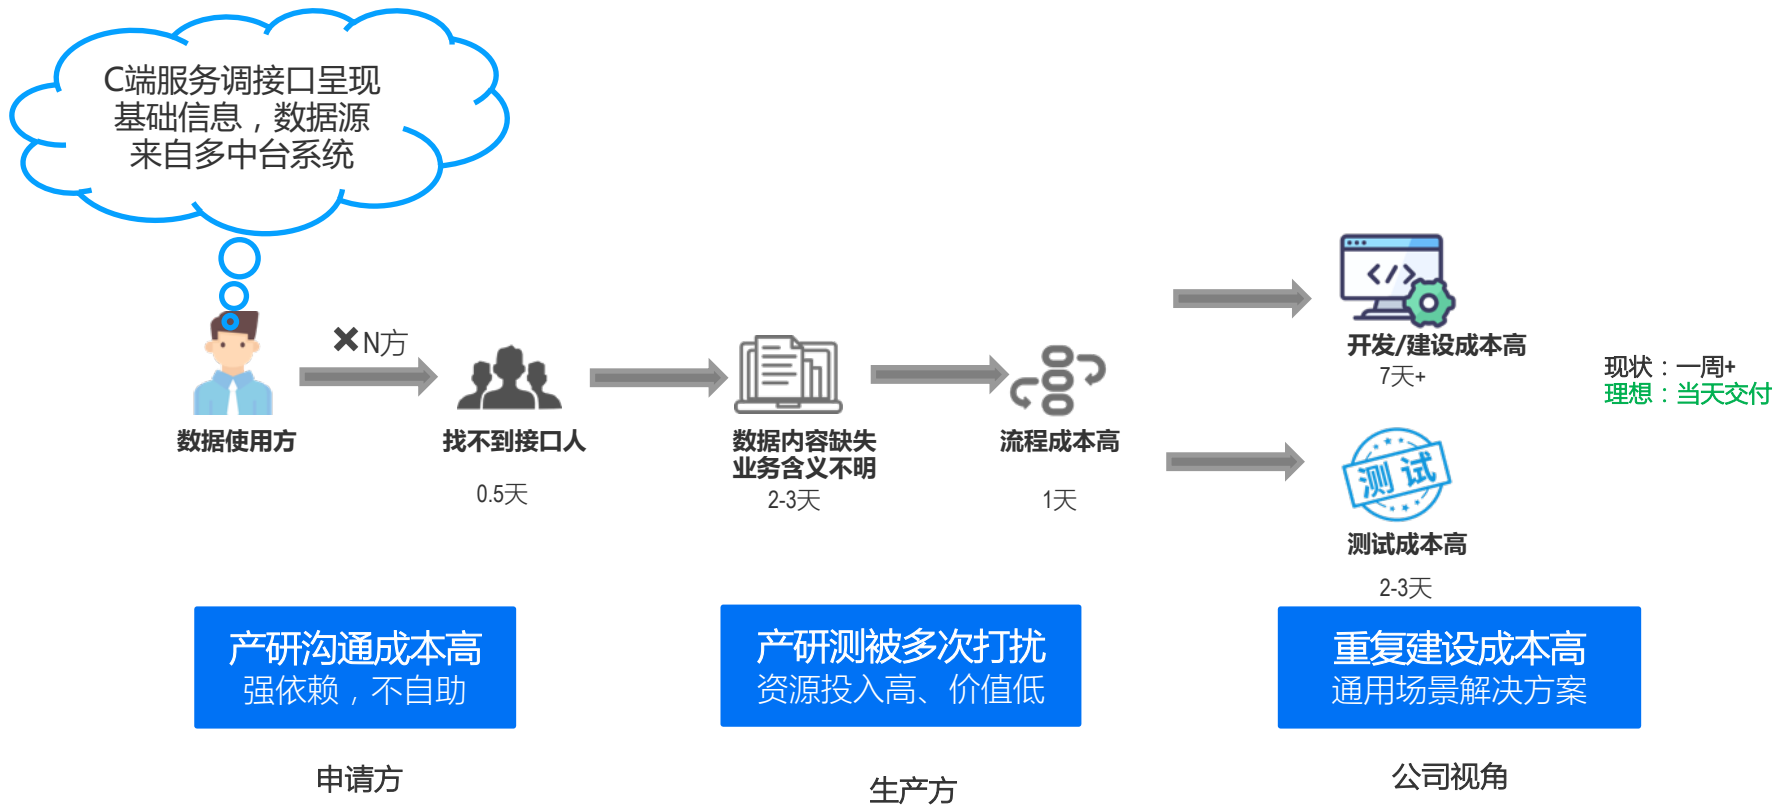 C端服务调接口呈现
基础信息，数据源
来自多中台系统
N方
数据使用方
找不到接口人
0.5天
数据内容缺失
业务含义不明
2-3天
流程成本高
1天
</>
开发/建设成本高
7天+
测试
测试成本高
2-3天
现状：一周+
理想：当天交付
产研沟通成本高
强依赖，不自助
产研测被多次打扰
资源投入高、价值低
重复建设成本高
通用场景解决方案
申请方
生产方
公司视角